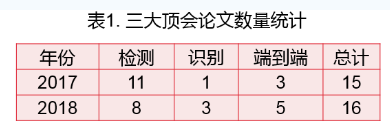 表1. 三大顶会论文数量统计
年份 检测 识别 端到端 总计
2017 11 1 3 15
2018 8 3 5 16